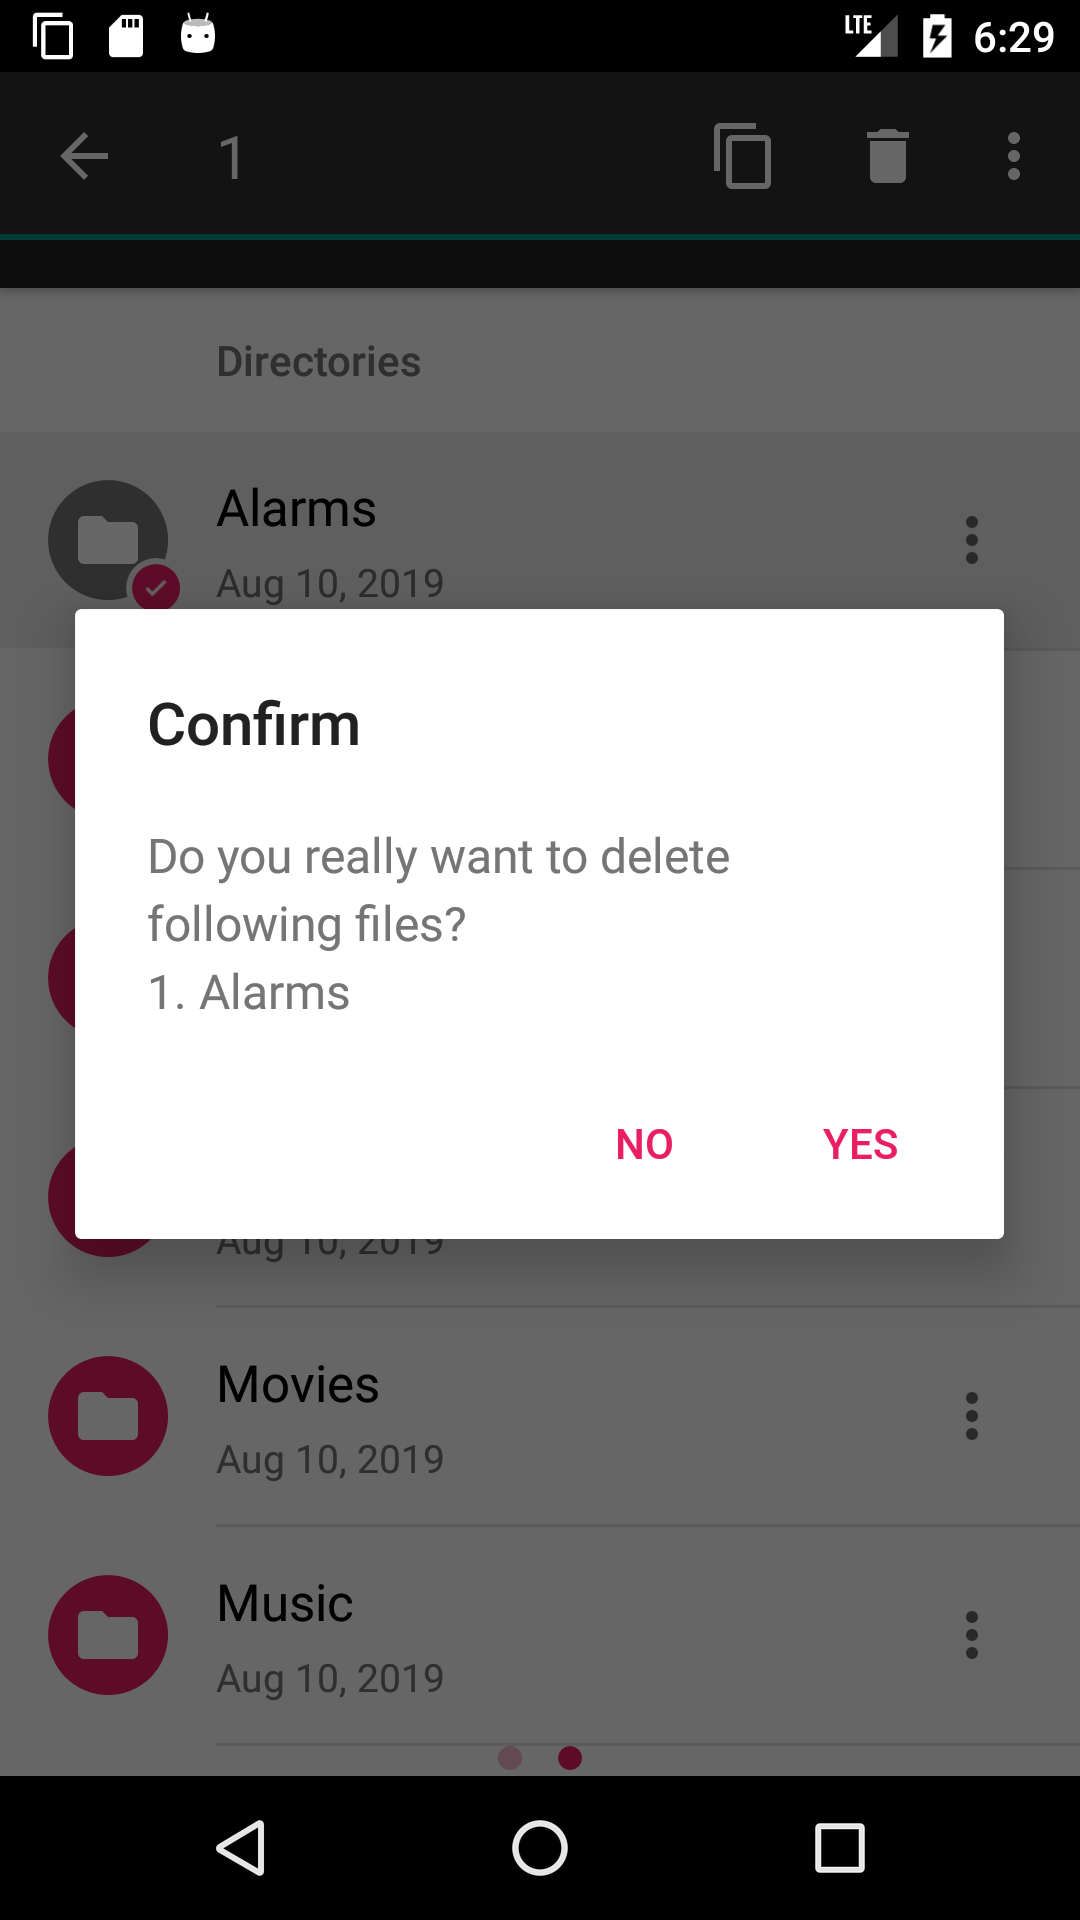 LTE 6:29
1
Directories
Alarms
Aug 10, 2019
Confirm
Do you really want to delete
following files?
1. Alarms
NO YES
Aug 10, 2019
Movies
Aug 10, 2019
Music
Aug 10, 2019